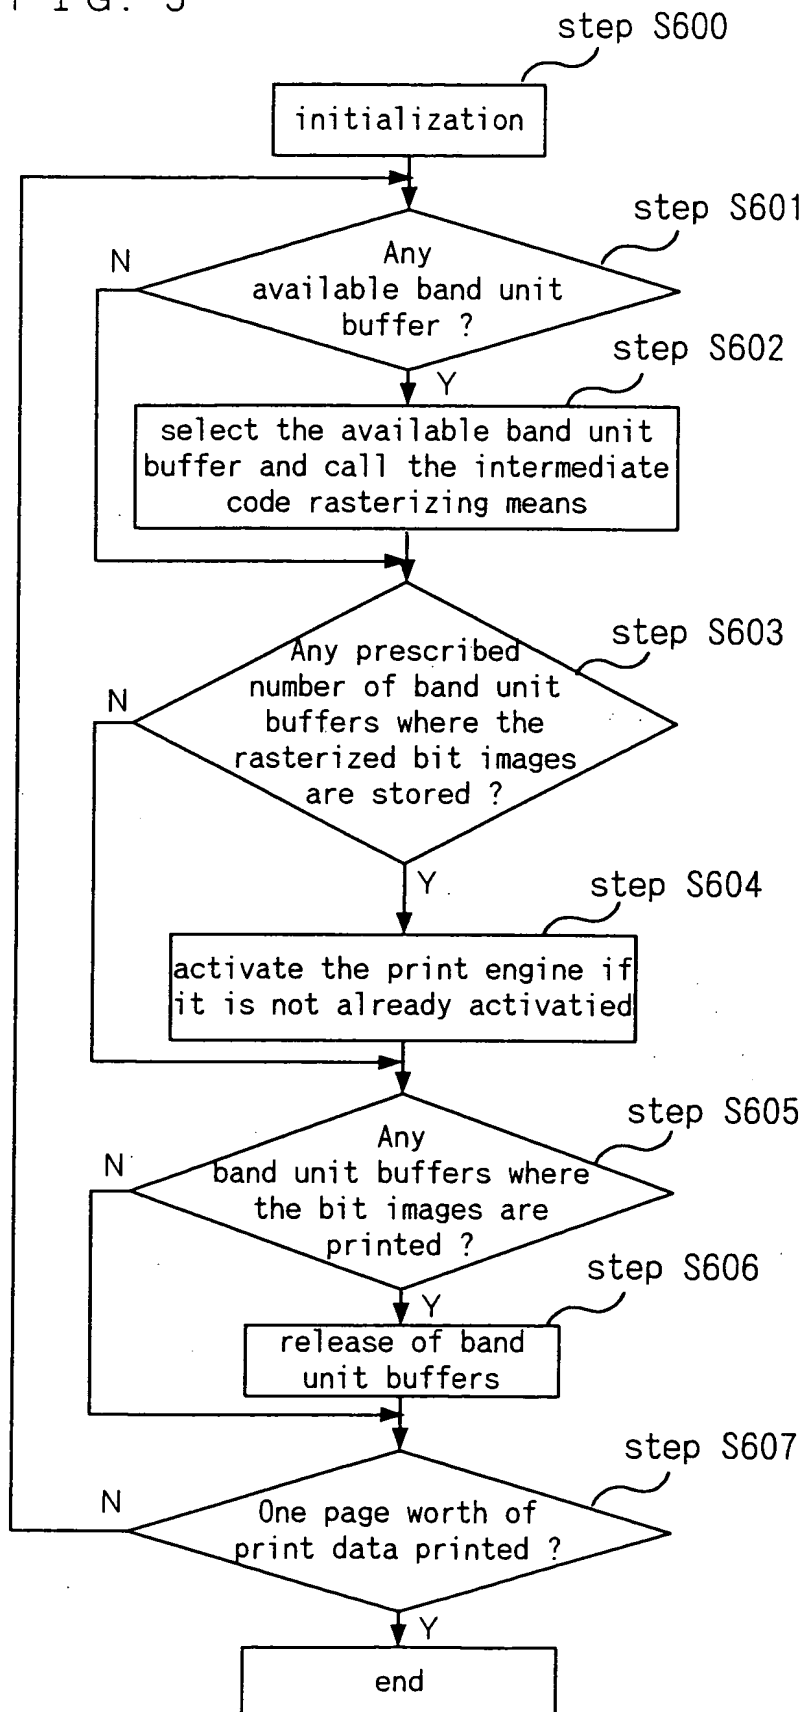 step S600
initialization
step S601
N
Any
available band unit
buffer ?
step S602
Y
select the available band unit
buffer and call the intermediate
code rasterizing means
step S603
Any prescribed
number of band unit
N
buffers where the
rasterized bit images
are stored ?
Y
step S604
activate the print engine if
it is not already activatied
step S605
Any
N
band unit buffers where
the bit images are
printed ?
step S606
Y
release of band
unit buffers
step S607
N
One page worth of
print data printed ?
Y
end